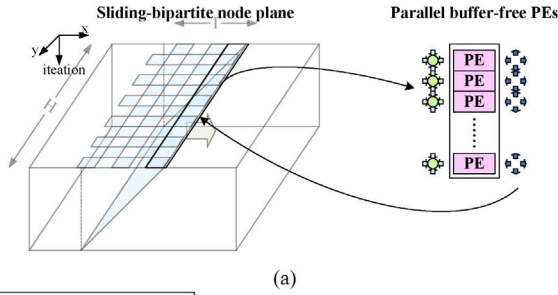 Sliding-bipartite node plane
Parallel buffer-free PEs
x
y
iteation
I
H
PE
PE
PE
PE
(a)